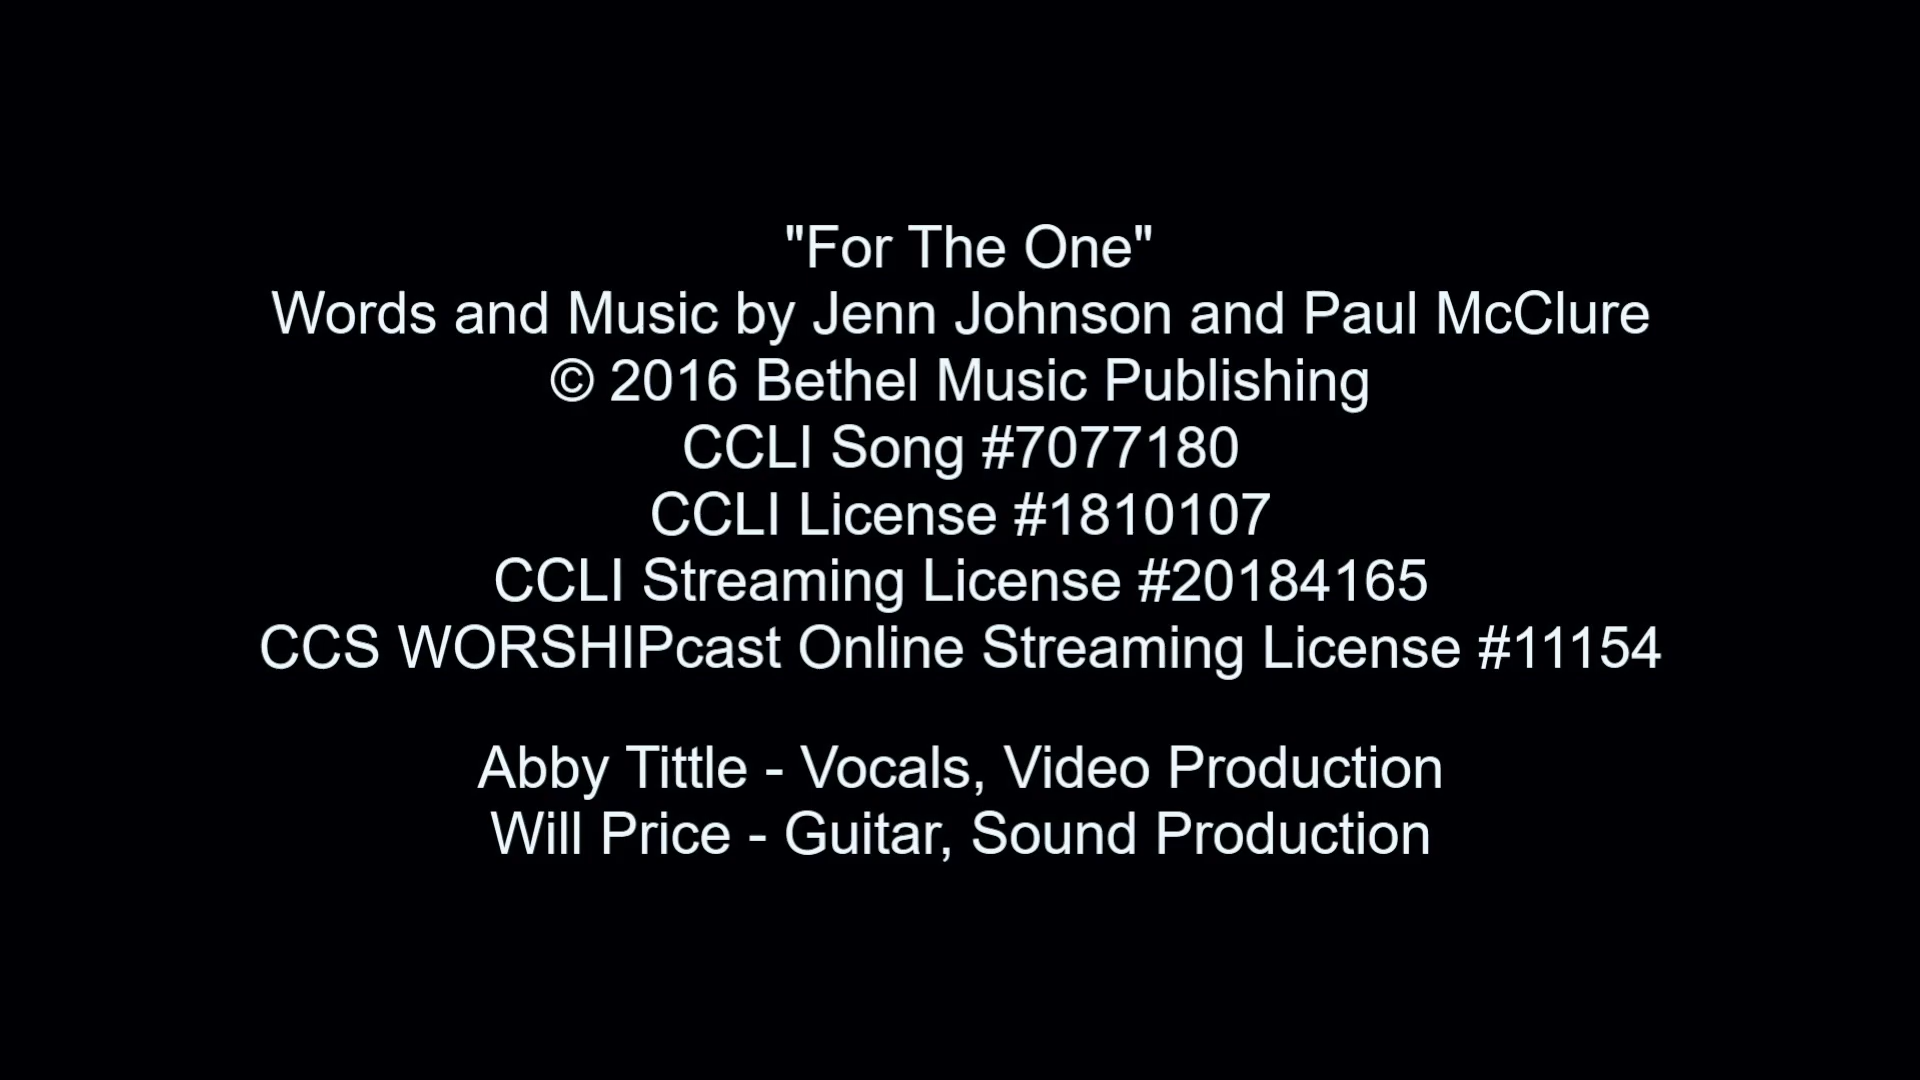 "For The One"
Words and Music by Jenn Johnson and Paul McClure
© 2016 Bethel Music Publishing
CCLI Song #7077180
CCLI License #1810107
CCLI Streaming License #20184165
CCS WORSHIPcast Online Streaming License #11154
Abby Tittle - Vocals, Video Production
Will Price - Guitar, Sound Production